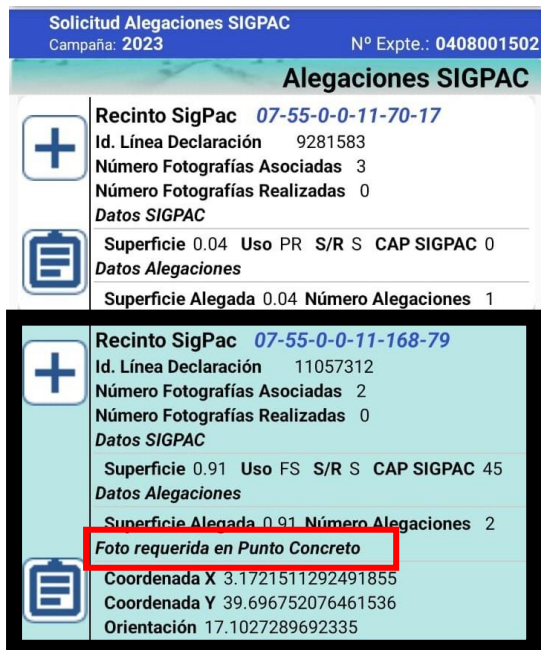 Solicitud Alegaciones SIGPAC
Campaña: 2023 Nº Expte.: 0408001502
Alegaciones SIGPAC
Recinto SigPac 07-55-0-0-11-70-17
Id. Línea Declaración 9281583
Número Fotografías Asociadas 3
Número Fotografías Realizadas 0
Datos SIGPAC
Superficie 0.04 Uso PR S/R S CAP SIGPAC 0
Datos Alegaciones
Superficie Alegada 0.04 Número Alegaciones 1
Recinto SigPac 07-55-0-0-11-168-79
Id. Línea Declaración 11057312
Número Fotografías Asociadas 2
Número Fotografías Realizadas 0
Datos SIGPAC
Superficie 0.91 Uso FS S/R S CAP SIGPAC 45
Datos Alegaciones
Superficie Alegada 0.91 Número Alegaciones 2
Foto requerida en Punto Concreto
Coordenada X 3.1721511292491855
Coordenada Y 39.696752076461536
Orientación 17.1027289692335